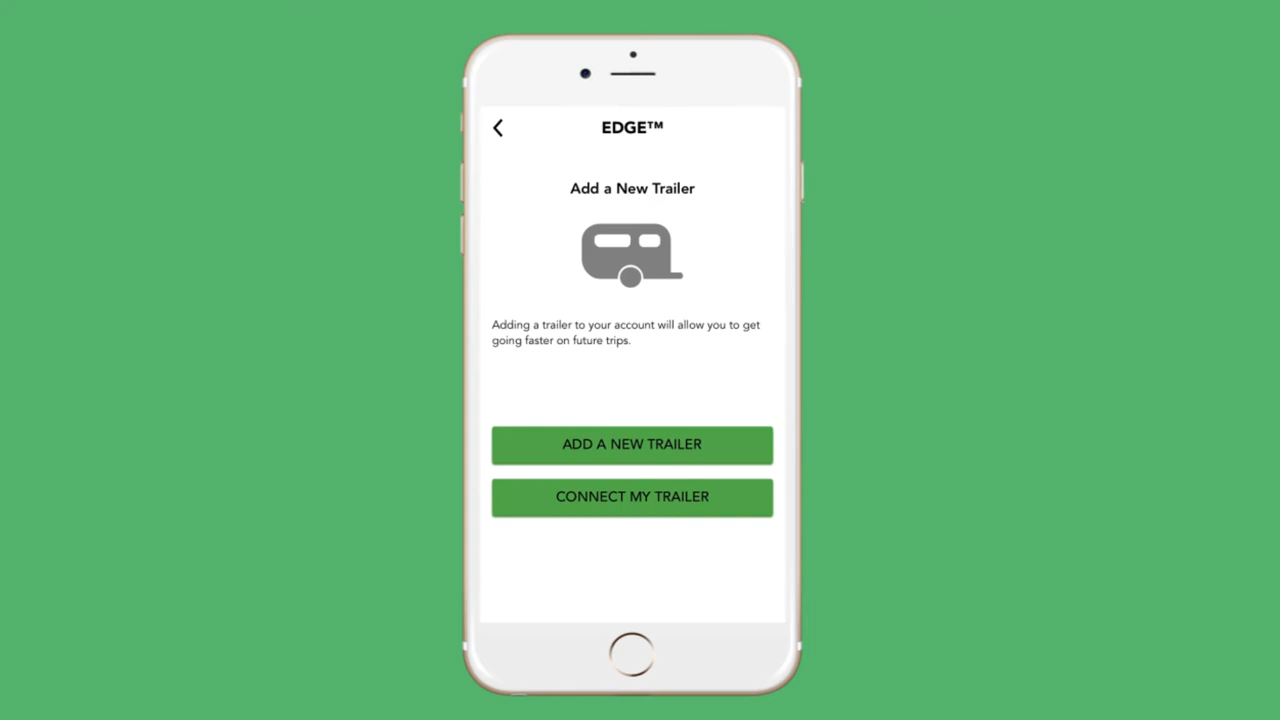 EDGE™
Add a New Trailer
Adding a trailer to your account will allow you to get
going faster on future trips.
ADD A NEW TRAILER
CONNECT MY TRAILER